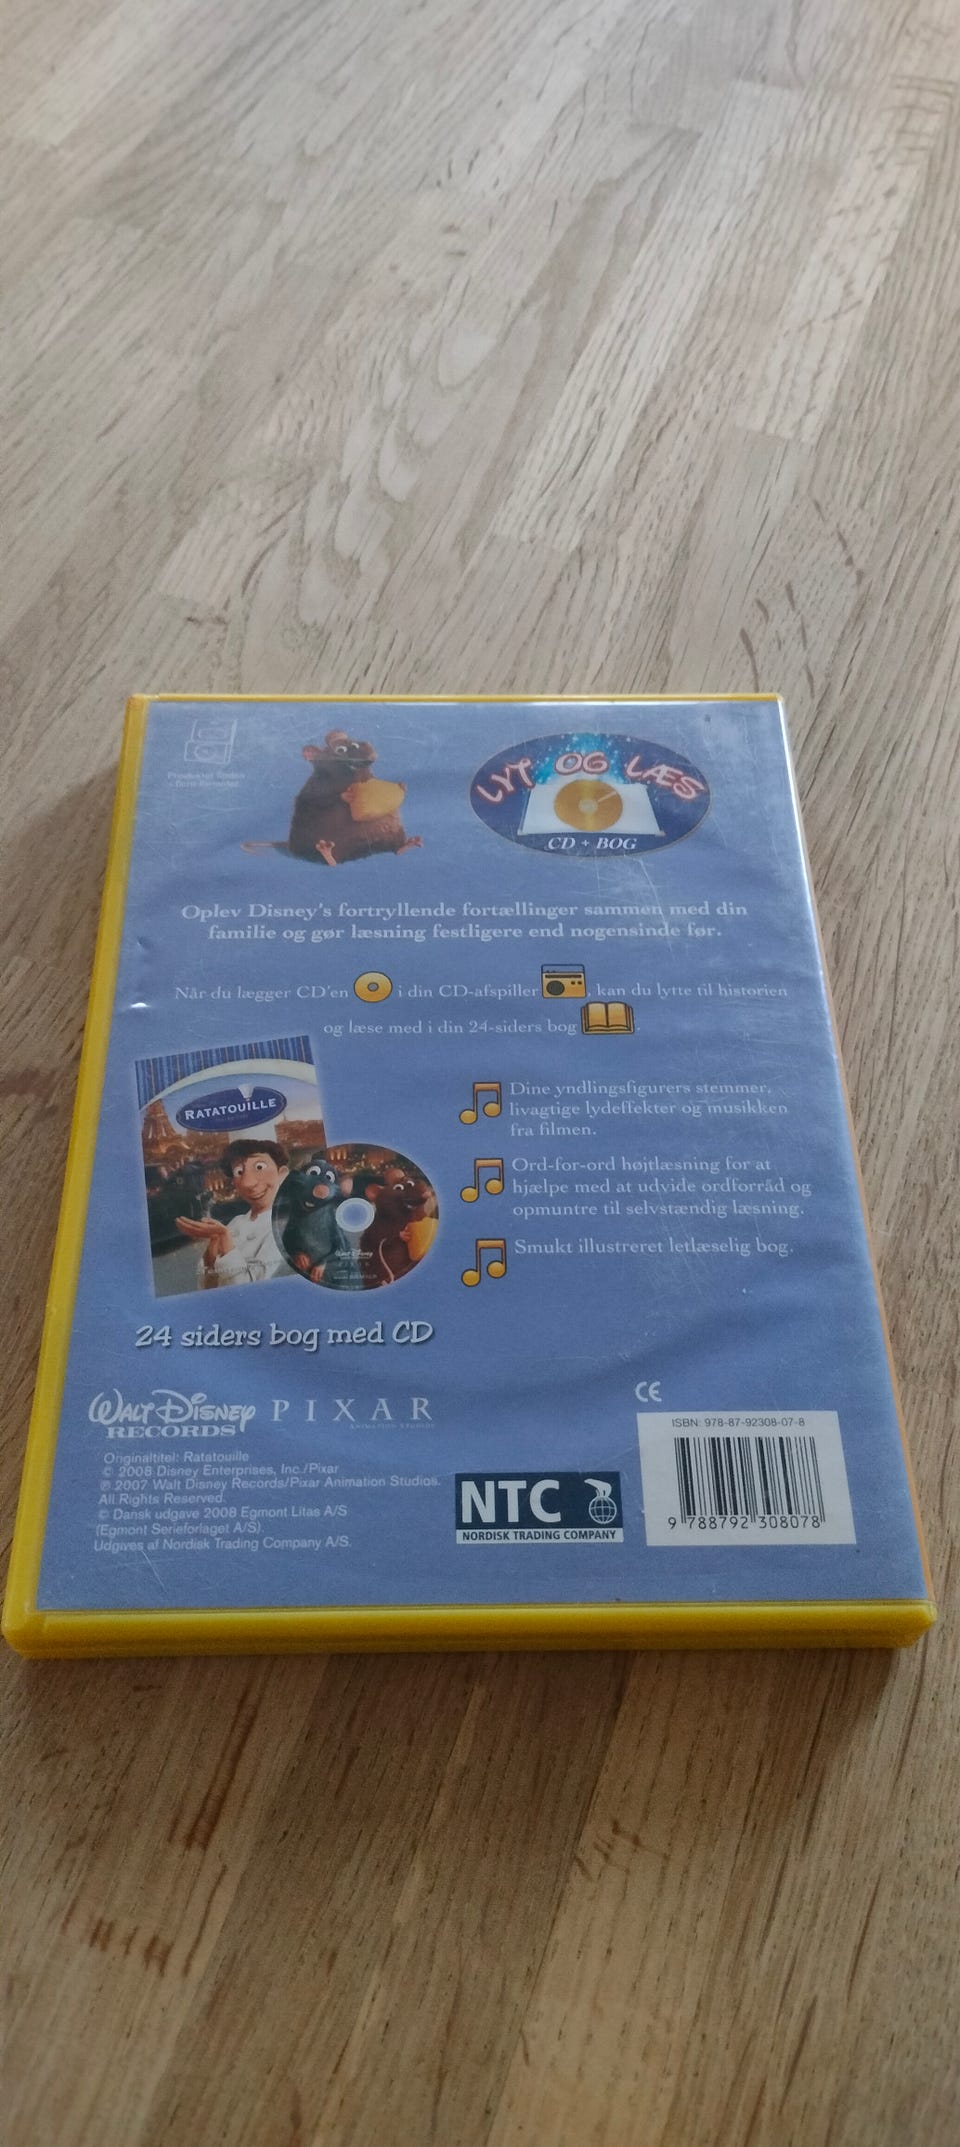 LYT OG LÆS
CD + BOG
Oplev Disney's fortryllende fortællinger sammen med din
familie og gør læsning festligere end nogensinde før.
Når du lægger CD'en i din CD-afspiller, kan du lytte til historien
og læse med i din 24-siders bog.
RATATOUILLE
Dine yndlingsfigurers stemmer,
livagtige lydeffekter og musikken
fra filmen.
Ord-for-ord højtlæsning for at
hjælpe med at udvide ordforråd og
opmuntre til selvstændig læsning.
Smukt illustreret letlæselig bog.
24 siders bog med CD
WALT DISNEY
RECORDS
PIXAR
ANIMATION STUDIOS
Originaltitel: Ratatouille
© 2008 Disney Enterprises, Inc./Pixar
℗ 2007 Walt Disney Records/Pixar Animation Studios.
All Rights Reserved.
© Dansk udgave 2008 Egmont Litas A/S
(Egmont Serieforlaget A/S).
Udgives af Nordisk Trading Company A/S.
NTC
NORDISK TRADING COMPANY
CE
ISBN: 978-87-92308-07-8
9 788792 308078